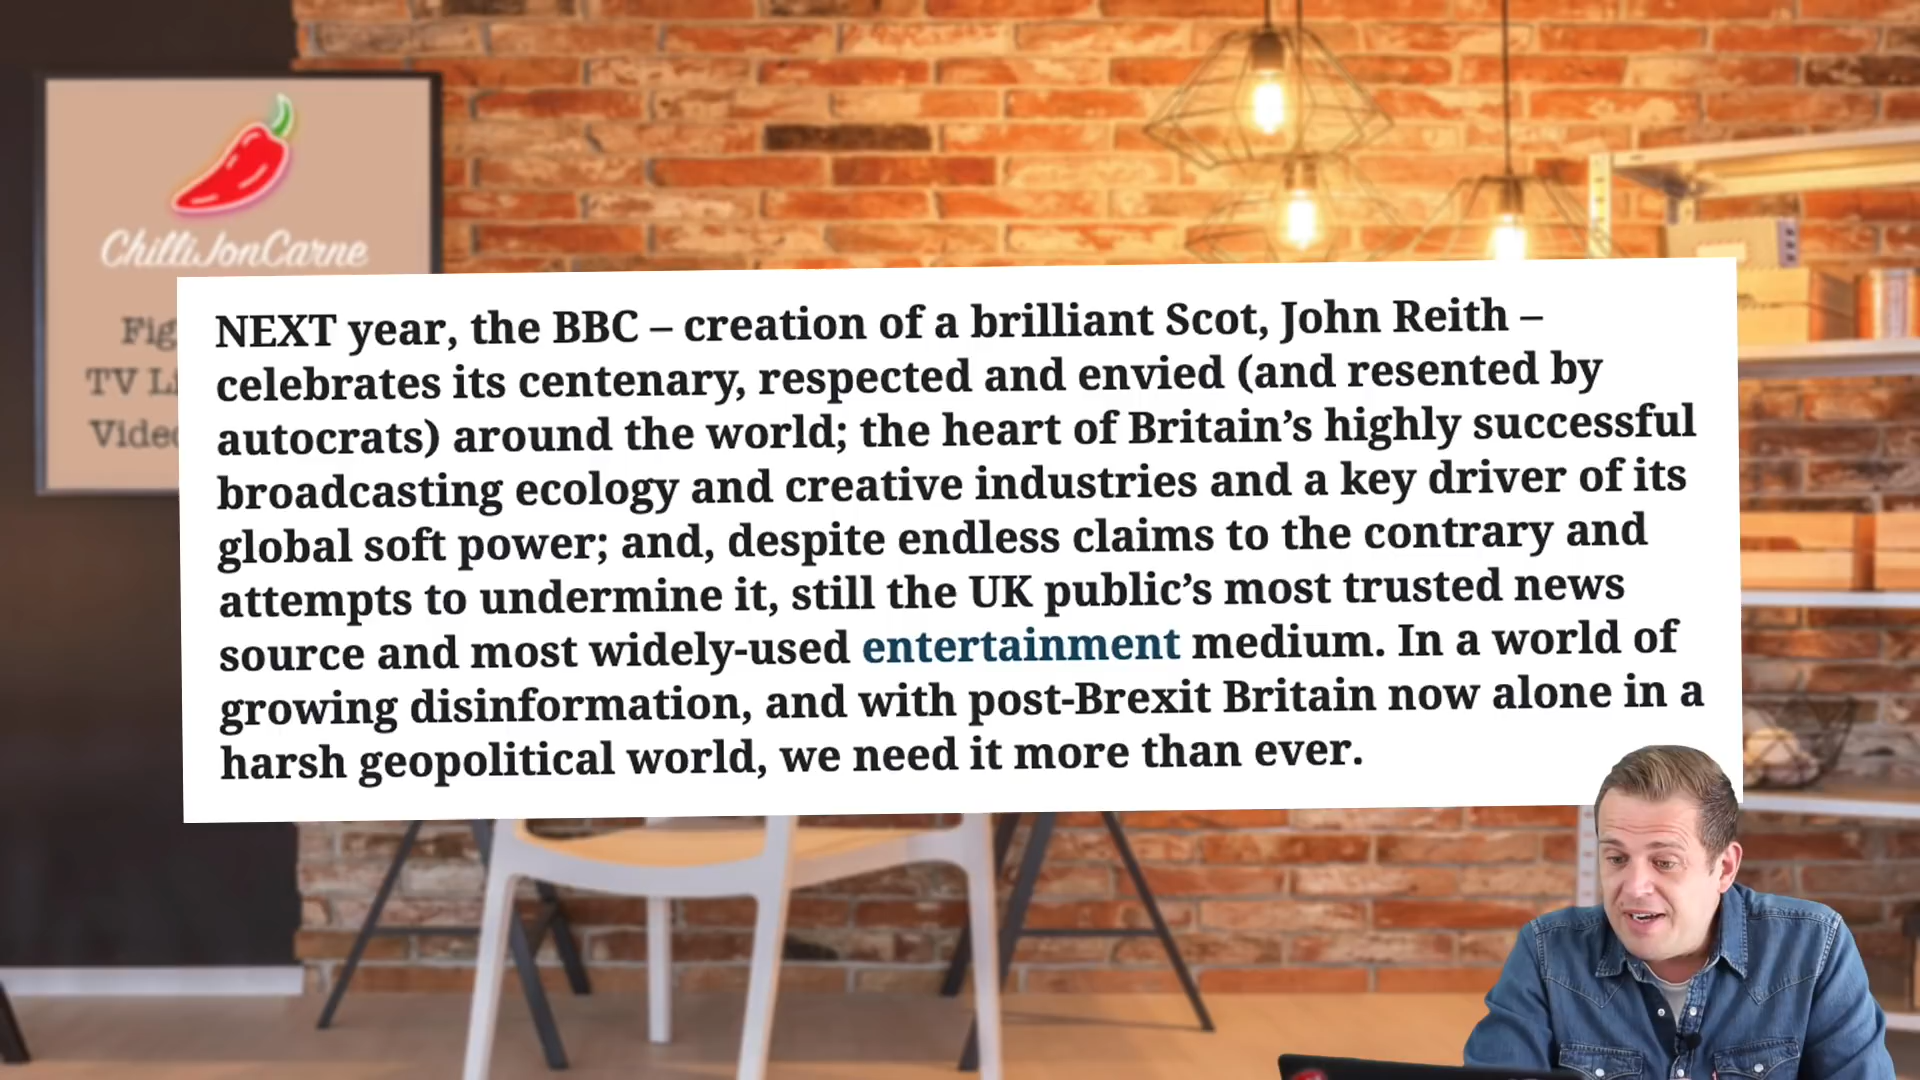 ChilliJonCarne
Fig
TV Li
Vide
NEXT year, the BBC – creation of a brilliant Scot, John Reith –
celebrates its centenary, respected and envied (and resented by
autocrats) around the world; the heart of Britain’s highly successful
broadcasting ecology and creative industries and a key driver of its
global soft power; and, despite endless claims to the contrary and
attempts to undermine it, still the UK public’s most trusted news
source and most widely-used entertainment medium. In a world of
growing disinformation, and with post-Brexit Britain now alone in a
harsh geopolitical world, we need it more than ever.